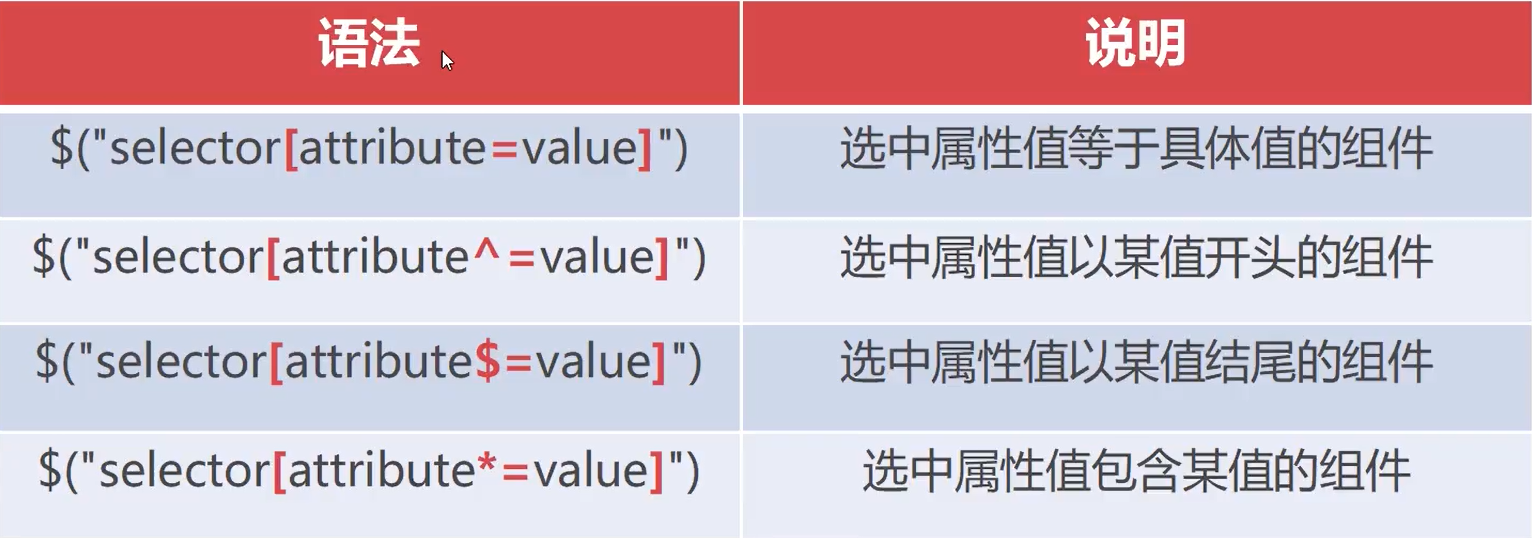 语法
说明
$("selector[attribute=value]")
选中属性值等于具体值的组件
$("selector[attribute^=value]")
选中属性值以某值开头的组件
$("selector[attribute$=value]")
选中属性值以某值结尾的组件
$("selector[attribute*=value]")
选中属性值包含某值的组件